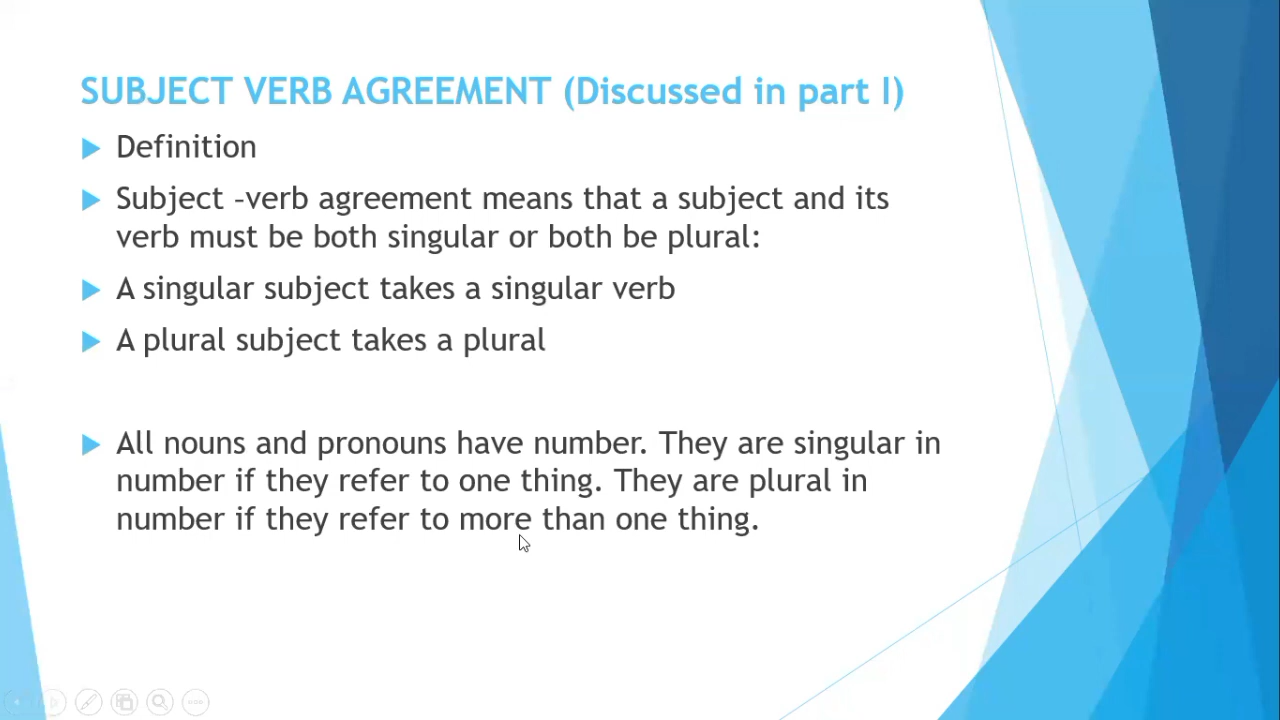 SUBJECT VERB AGREEMENT (Discussed in part I)
Definition
Subject –verb agreement means that a subject and its
verb must be both singular or both be plural:
A singular subject takes a singular verb
A plural subject takes a plural
All nouns and pronouns have number. They are singular in
number if they refer to one thing. They are plural in
number if they refer to more than one thing.